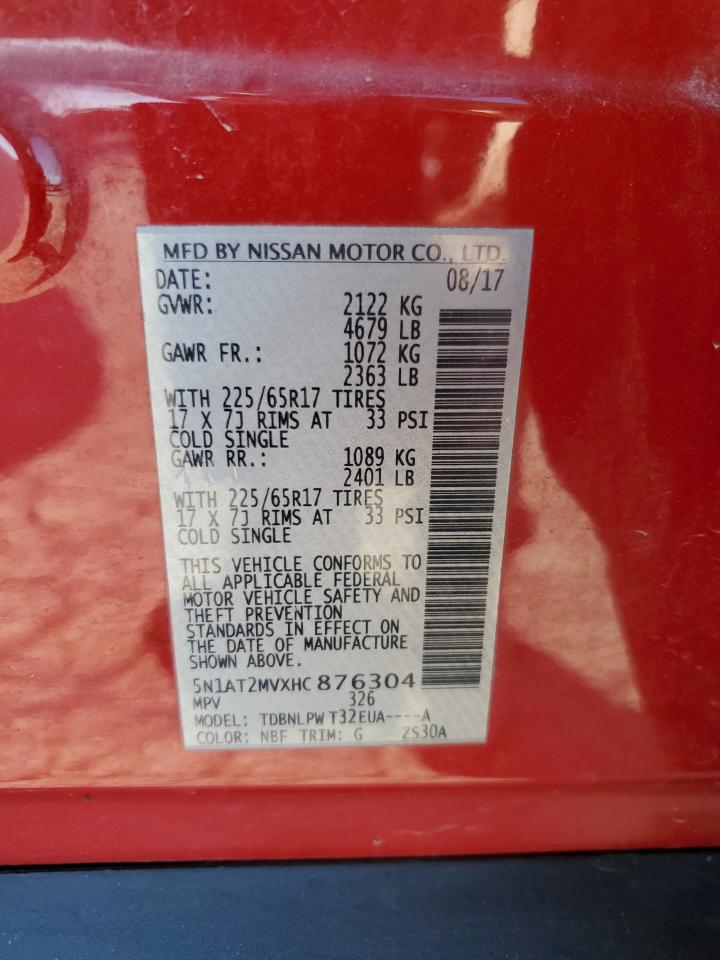 MFD BY NISSAN MOTOR CO., LTD.
DATE: 08/17
GVWR: 2122 KG
4679 LB
GAWR FR.: 1072 KG
2363 LB
WITH 225/65R17 TIRES
17 X 7J RIMS AT 33 PSI
COLD SINGLE
GAWR RR.: 1089 KG
2401 LB
WITH 225/65R17 TIRES
17 X 7J RIMS AT 33 PSI
COLD SINGLE
THIS VEHICLE CONFORMS TO
ALL APPLICABLE FEDERAL
MOTOR VEHICLE SAFETY AND
THEFT PREVENTION
STANDARDS IN EFFECT ON
THE DATE OF MANUFACTURE
SHOWN ABOVE.
5N1AT2MVXHC876304
MPV 326
MODEL: TDBNLPW T32EUA----A
COLOR: NBF TRIM: G ZS30A